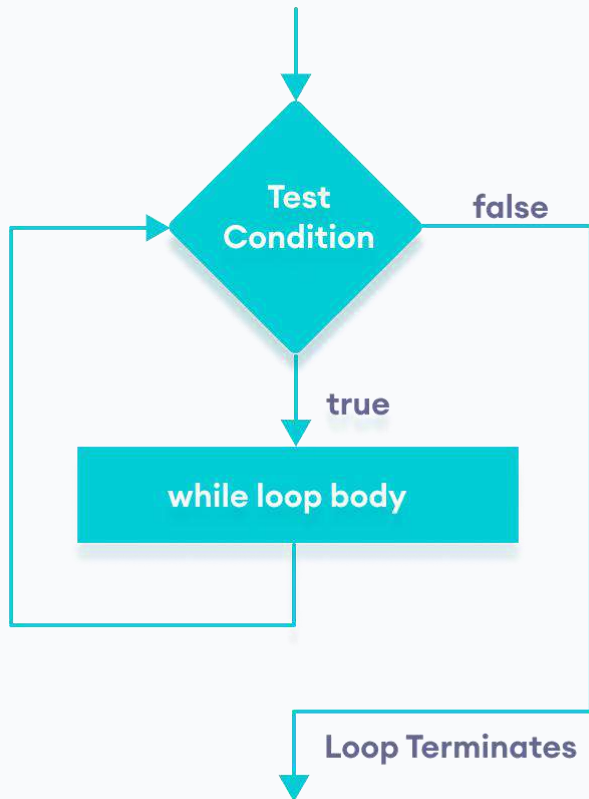 Test
Condition
false
true
while loop body
Loop Terminates